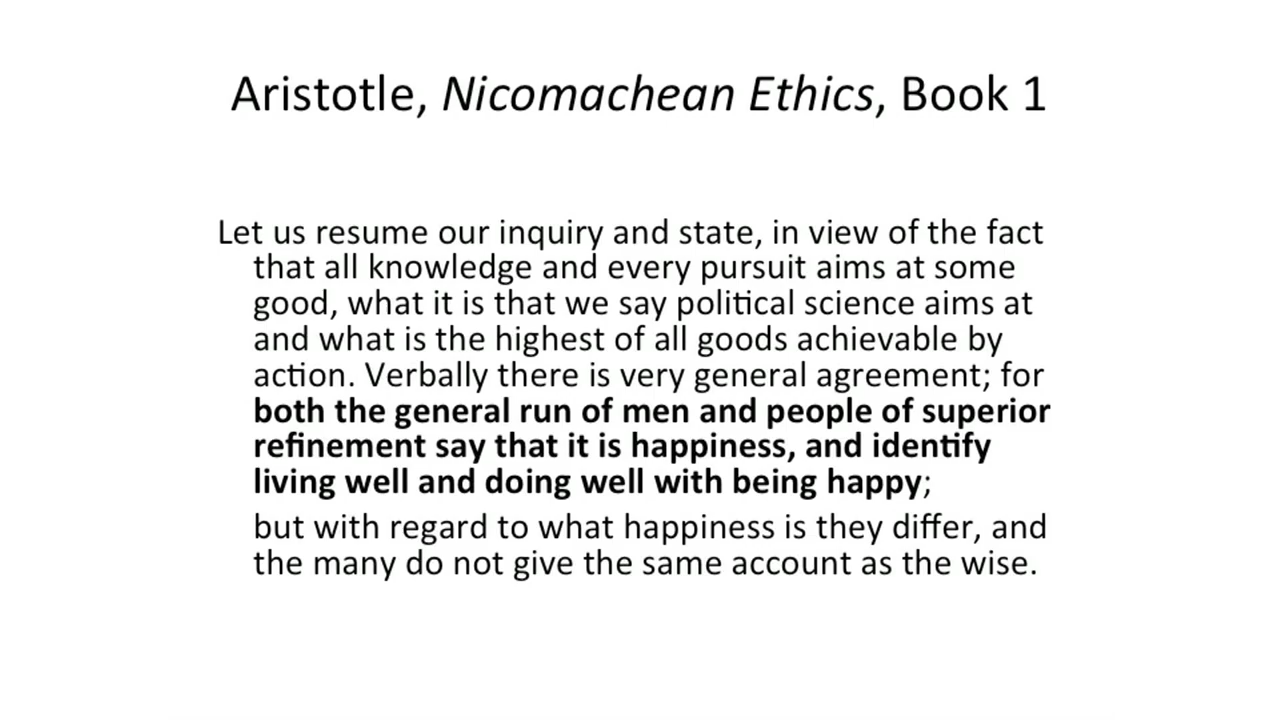 Aristotle, Nicomachean Ethics, Book 1
Let us resume our inquiry and state, in view of the fact
that all knowledge and every pursuit aims at some
good, what it is that we say political science aims at
and what is the highest of all goods achievable by
action. Verbally there is very general agreement; for
both the general run of men and people of superior
refinement say that it is happiness, and identify
living well and doing well with being happy;
but with regard to what happiness is they differ, and
the many do not give the same account as the wise.